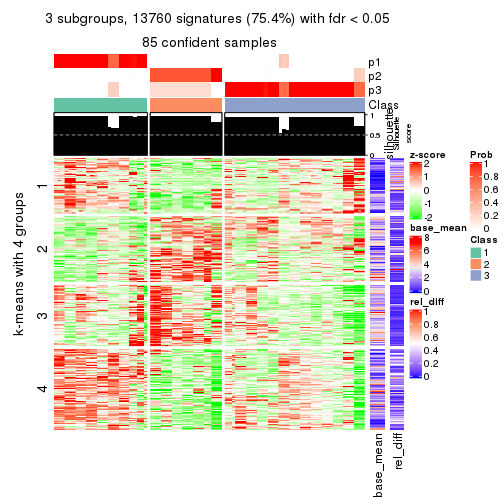 3 subgroups, 13760 signatures (75.4%) with fdr < 0.05
85 confident samples
p1
p2
p3
Class
1
0.5
0
silhouette
Silhouette
score
k-means with 4 groups
1
2
3
4
base_mean
rel_diff
z-score
2
1
0
-1
-2
base_mean
8
6
4
2
0
rel_diff
1
0.8
0.6
0.4
0.2
0
Prob
1
0.8
0.6
0.4
0.2
0
Class
1
2
3